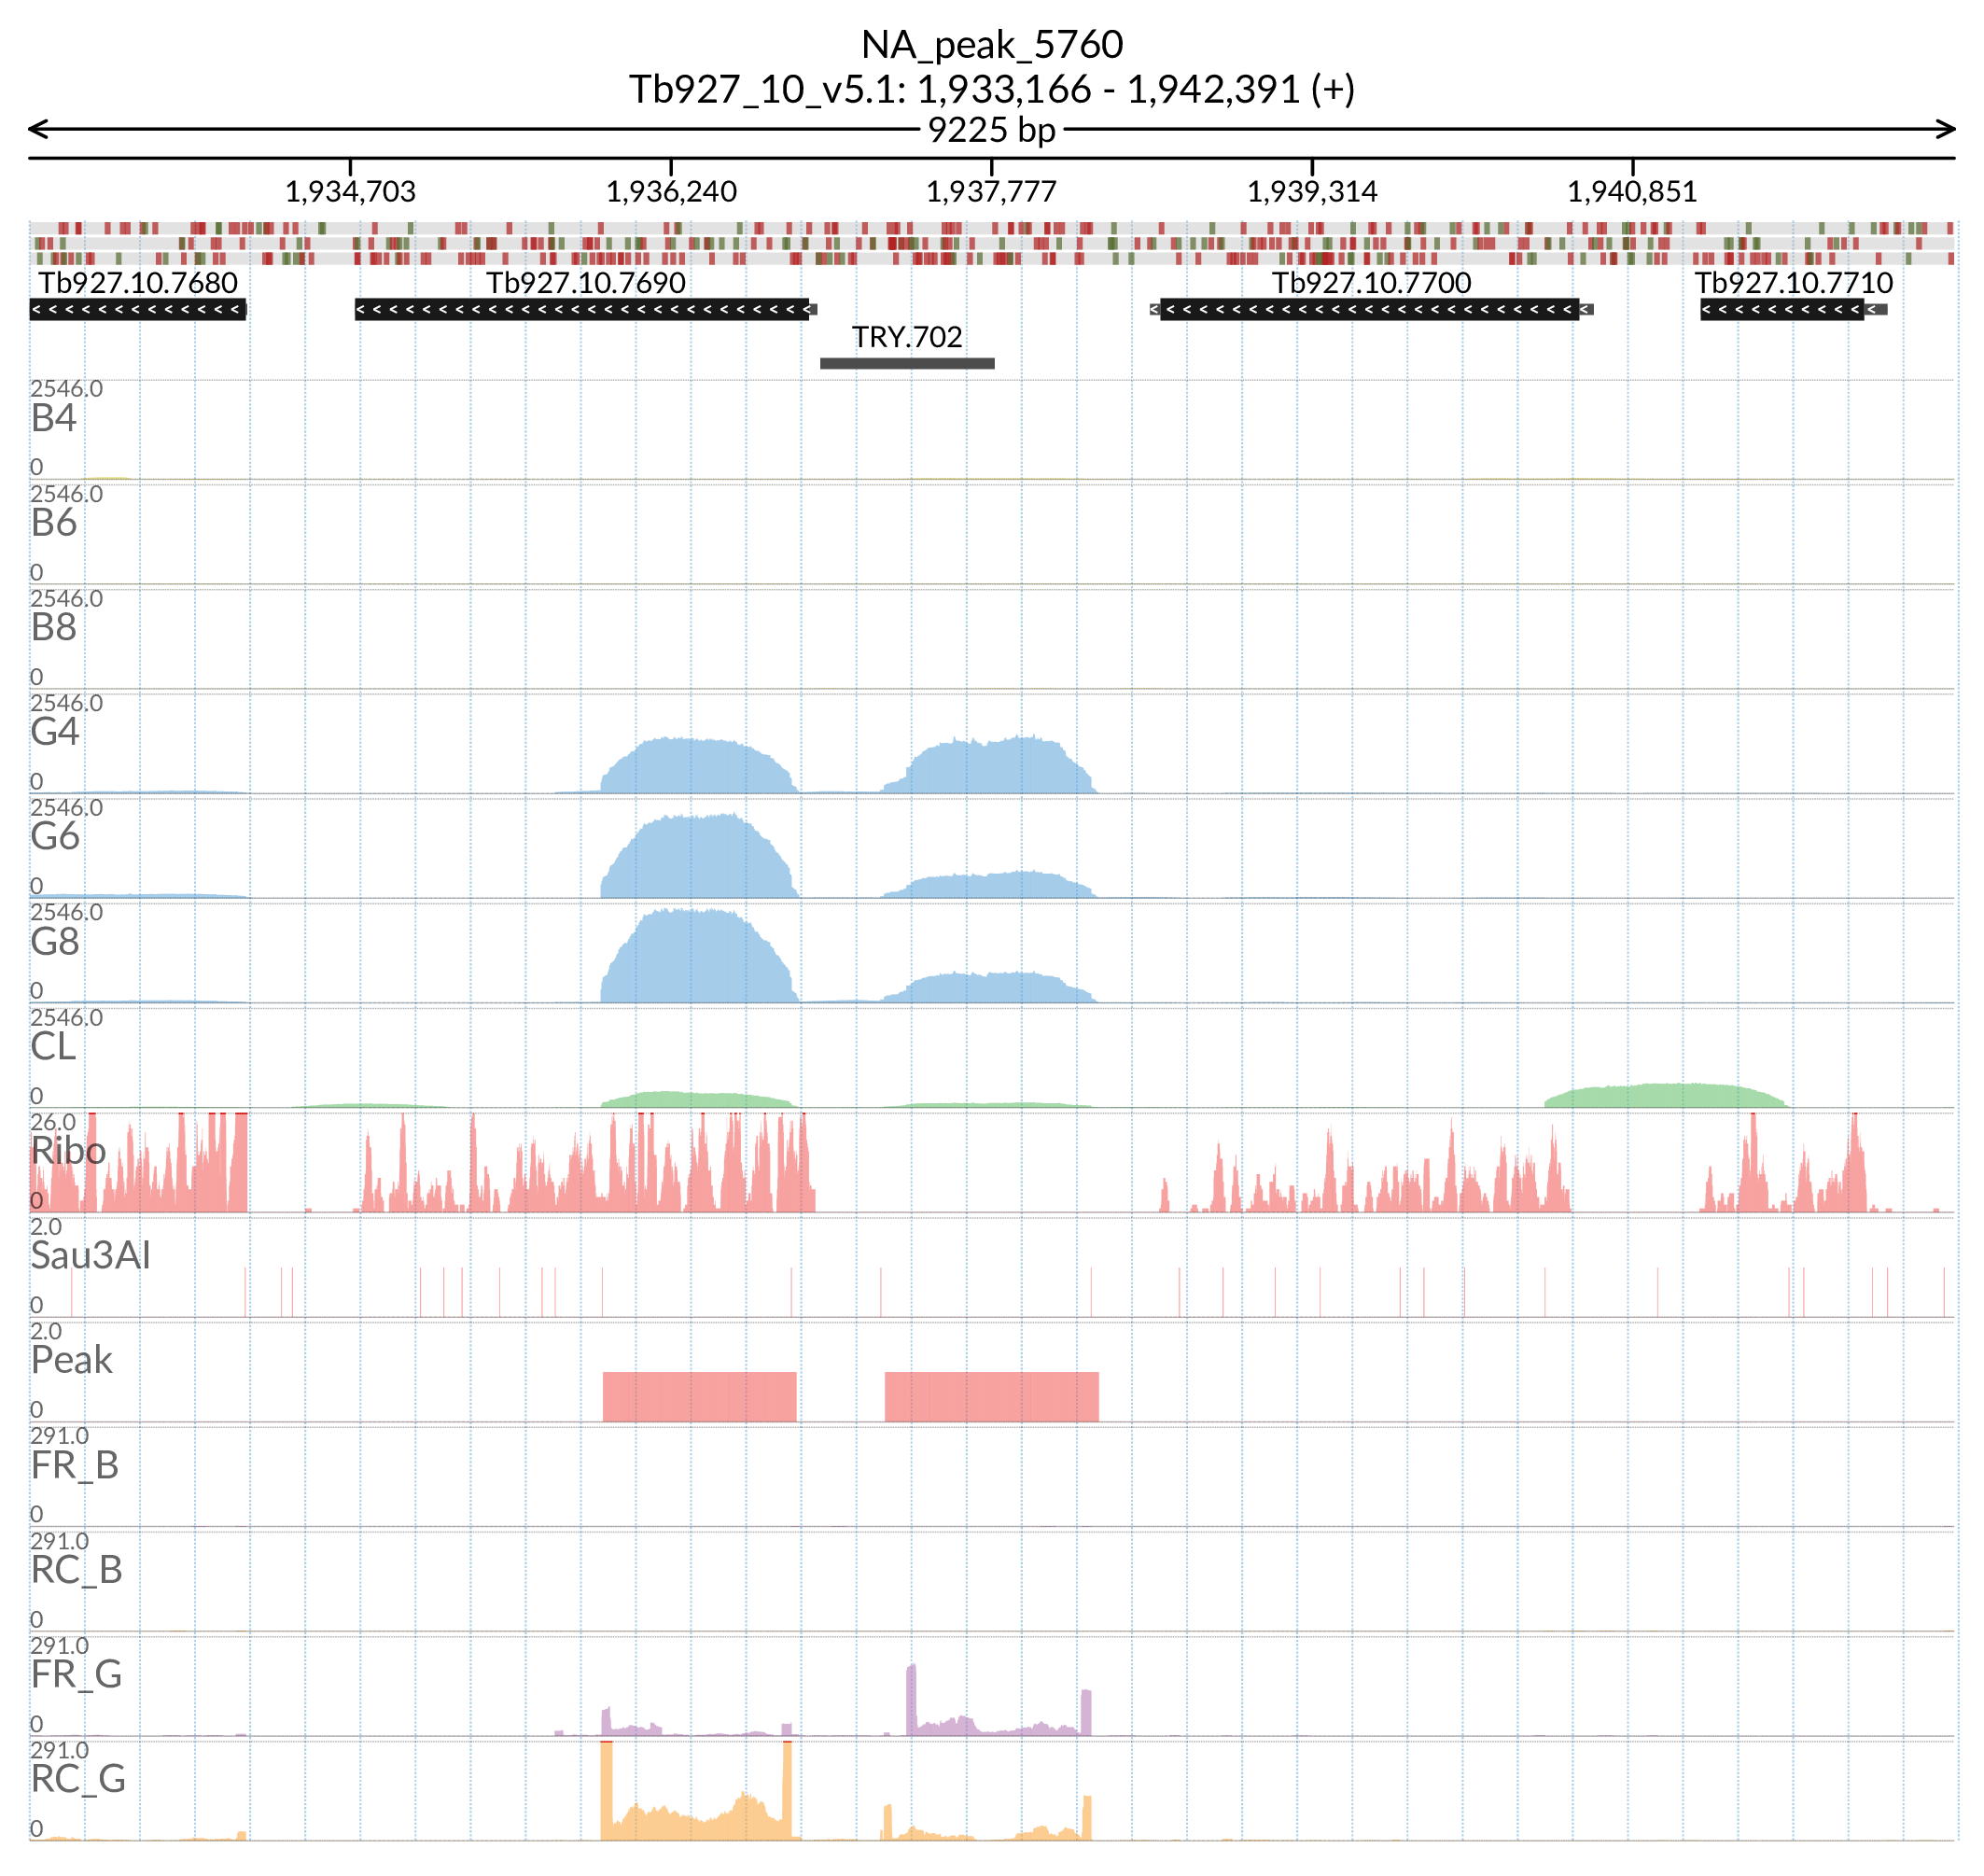 NA_peak_5760
Tb927_10_v5.1: 1,933,166 - 1,942,391 (+)
9225 bp
1,934,703 1,936,240 1,937,777 1,939,314 1,940,851
Tb927.10.7680 Tb927.10.7690 Tb927.10.7700 Tb927.10.7710
TRY.702
2546.0
B4
0
2546.0
B6
0
2546.0
B8
0
2546.0
G4
0
2546.0
G6
0
2546.0
G8
0
2546.0
CL
0
26.0
Ribo
0
2.0
Sau3AI
0
2.0
Peak
0
291.0
FR_B
0
291.0
RC_B
0
291.0
FR_G
0
291.0
RC_G
0